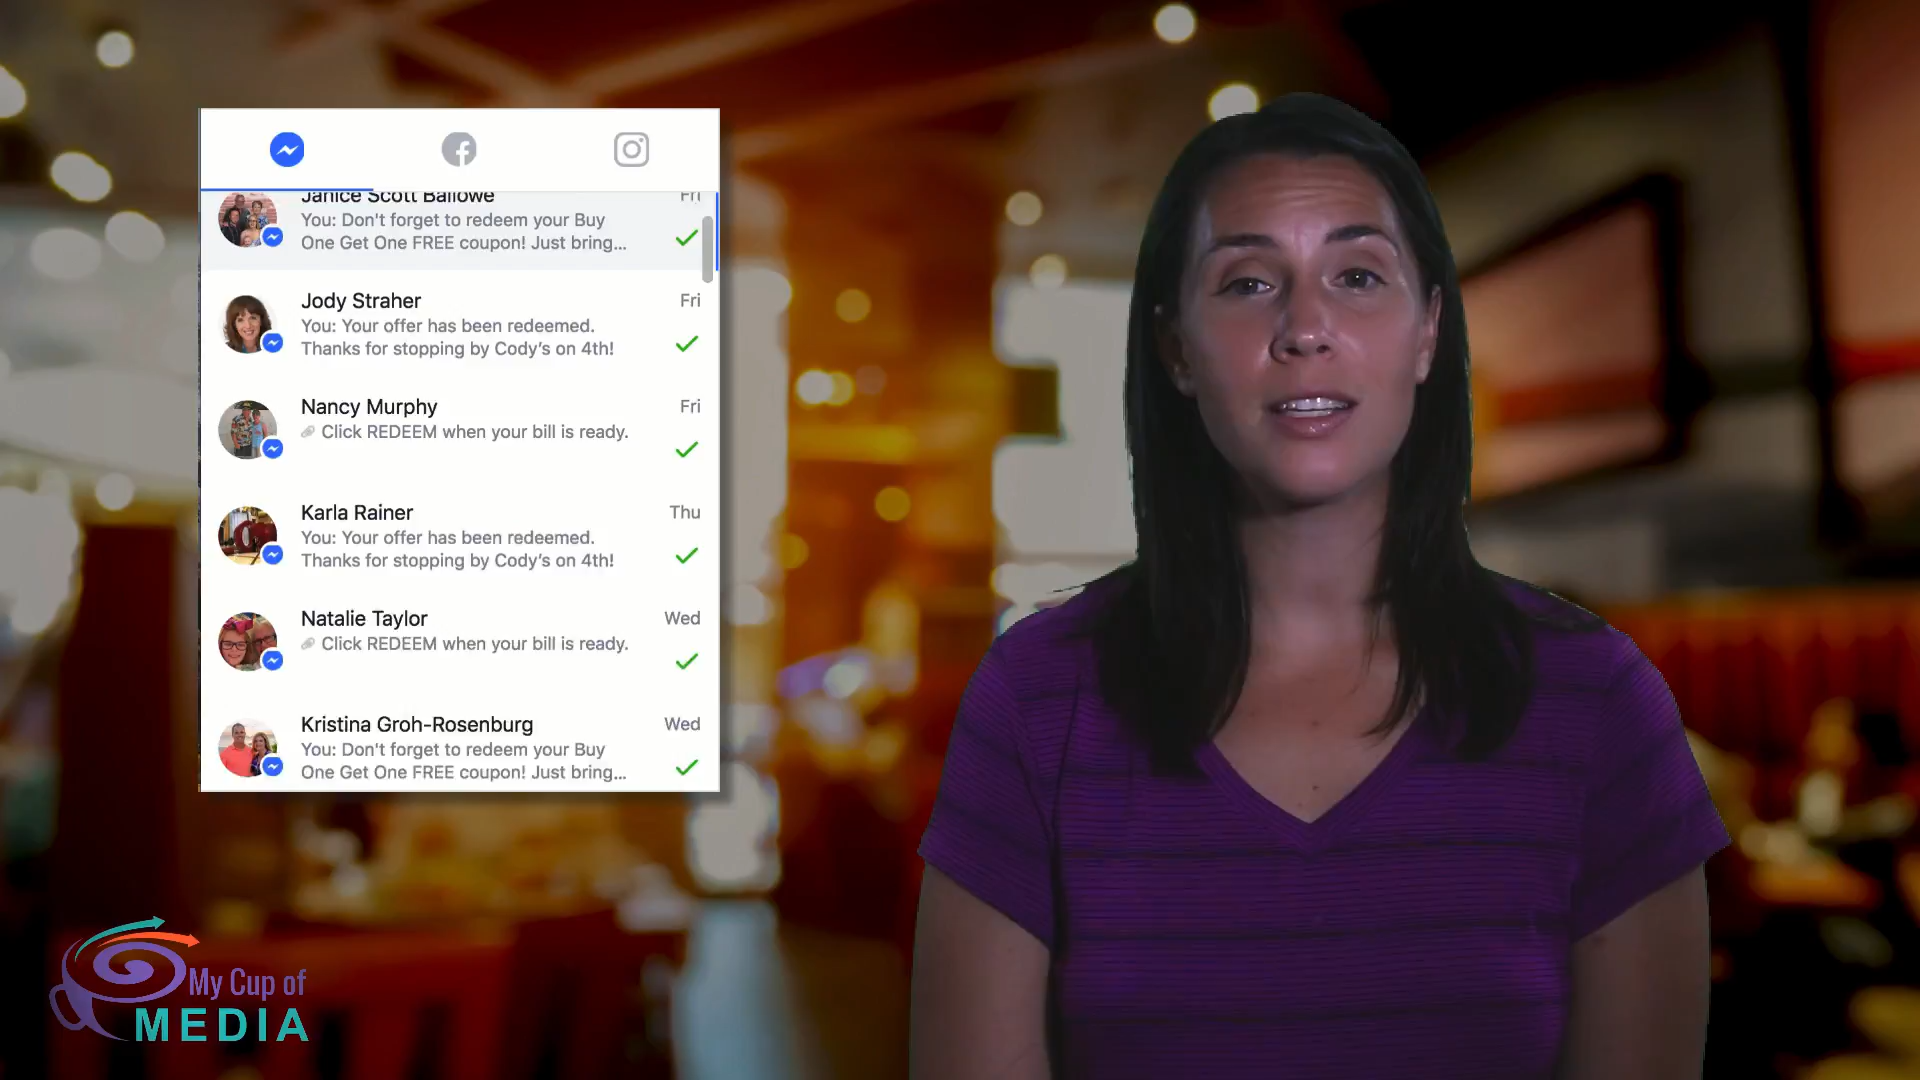 Janice Scott Ballowe
Fri
You: Don't forget to redeem your Buy
One Get One FREE coupon! Just bring...
Jody Straher
Fri
You: Your offer has been redeemed.
Thanks for stopping by Cody’s on 4th!
Nancy Murphy
Fri
Click REDEEM when your bill is ready.
Karla Rainer
Thu
You: Your offer has been redeemed.
Thanks for stopping by Cody’s on 4th!
Natalie Taylor
Wed
Click REDEEM when your bill is ready.
Kristina Groh-Rosenburg
Wed
You: Don't forget to redeem your Buy
One Get One FREE coupon! Just bring...
My Cup of
MEDIA